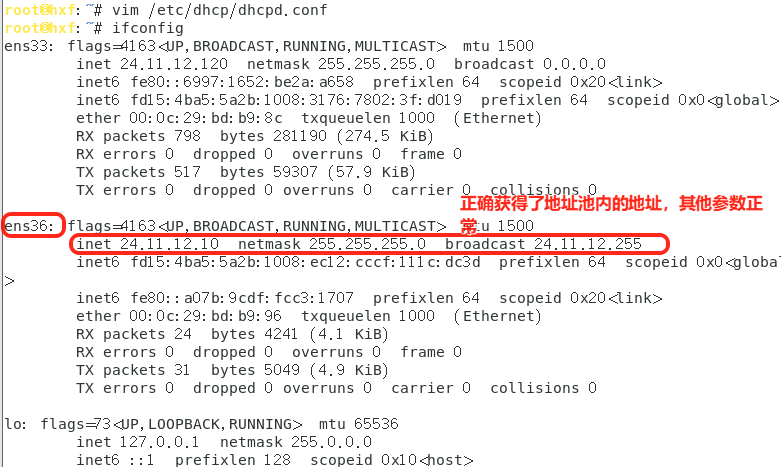 root@hxf:~# vim /etc/dhcp/dhcpd.conf
root@hxf:~# ifconfig
ens33: flags=4163<UP,BROADCAST,RUNNING,MULTICAST>  mtu 1500
        inet 24.11.12.120  netmask 255.255.255.0  broadcast 0.0.0.0
        inet6 fe80::6997:1652:be2a:a658  prefixlen 64  scopeid 0x20<link>
        inet6 fd15:4ba5:5a2b:1008:3176:7802:3f:d019  prefixlen 64  scopeid 0x0<global>
        ether 00:0c:29:bd:b9:8c  txqueuelen 1000  (Ethernet)
        RX packets 798  bytes 281190 (274.5 KiB)
        RX errors 0  dropped 0  overruns 0  frame 0
        TX packets 517  bytes 59307 (57.9 KiB)
        TX errors 0  dropped 0 overruns 0  carrier 0  collisions 0
正确获得了地址池内的地址，其他参数正
常
ens36: flags=4163<UP,BROADCAST,RUNNING,MULTICAST>  mtu 1500
        inet 24.11.12.10  netmask 255.255.255.0  broadcast 24.11.12.255
        inet6 fd15:4ba5:5a2b:1008:ec12:cccf:111c:dc3d  prefixlen 64  scopeid 0x0<global
>
        inet6 fe80::a07b:9cdf:fcc3:1707  prefixlen 64  scopeid 0x20<link>
        ether 00:0c:29:bd:b9:96  txqueuelen 1000  (Ethernet)
        RX packets 24  bytes 4241 (4.1 KiB)
        RX errors 0  dropped 0  overruns 0  frame 0
        TX packets 31  bytes 5049 (4.9 KiB)
        TX errors 0  dropped 0 overruns 0  carrier 0  collisions 0
lo: flags=73<UP,LOOPBACK,RUNNING>  mtu 65536
        inet 127.0.0.1  netmask 255.0.0.0
        inet6 ::1  prefixlen 128  scopeid 0x10<host>